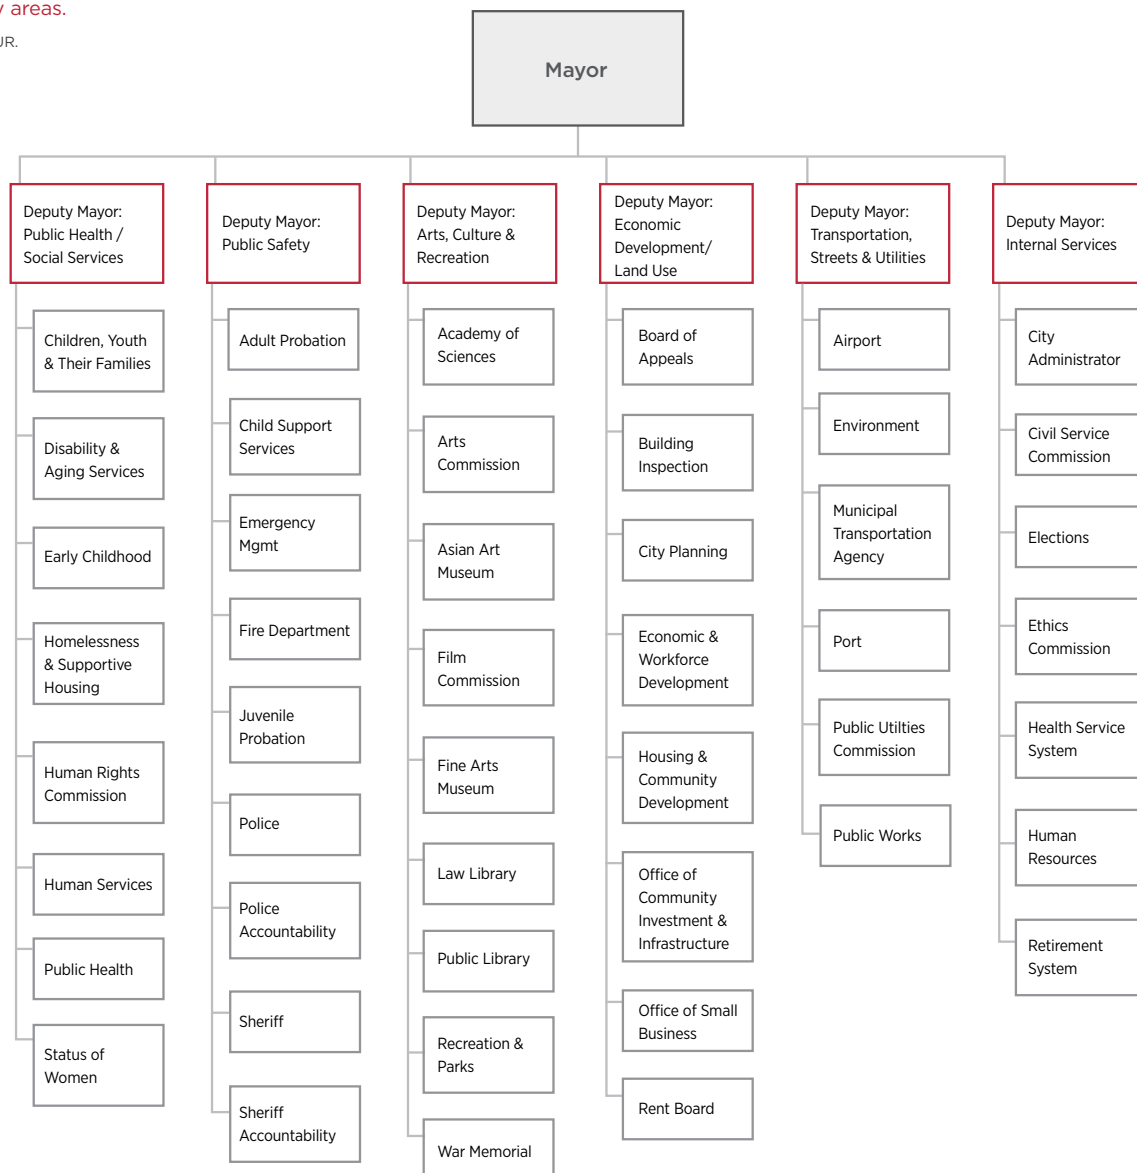 areas.
Mayor
Deputy Mayor:
Public Health /
Social Services
Children, Youth
& Their Families
Disability &
Aging Services
Early Childhood
Homelessness
& Supportive
Housing
Human Rights
Commission
Human Services
Public Health
Status of
Women
Deputy Mayor:
Public Safety
Adult Probation
Child Support
Services
Emergency
Mgmt
Fire Department
Juvenile
Probation
Police
Police
Accountability
Sheriff
Sheriff
Accountability
Deputy Mayor:
Arts, Culture &
Recreation
Academy of
Sciences
Arts
Commission
Asian Art
Museum
Film
Commission
Fine Arts
Museum
Law Library
Public Library
Recreation &
Parks
War Memorial
Deputy Mayor:
Economic
Development/
Land Use
Board of
Appeals
Building
Inspection
City Planning
Economic &
Workforce
Development
Housing &
Community
Development
Office of
Community
Investment &
Infrastructure
Office of Small
Business
Rent Board
Deputy Mayor:
Transportation,
Streets & Utilities
Airport
Environment
Municipal
Transportation
Agency
Port
Public Utilties
Commission
Public Works
Deputy Mayor:
Internal Services
City
Administrator
Civil Service
Commission
Elections
Ethics
Commission
Health Service
System
Human
Resources
Retirement
System